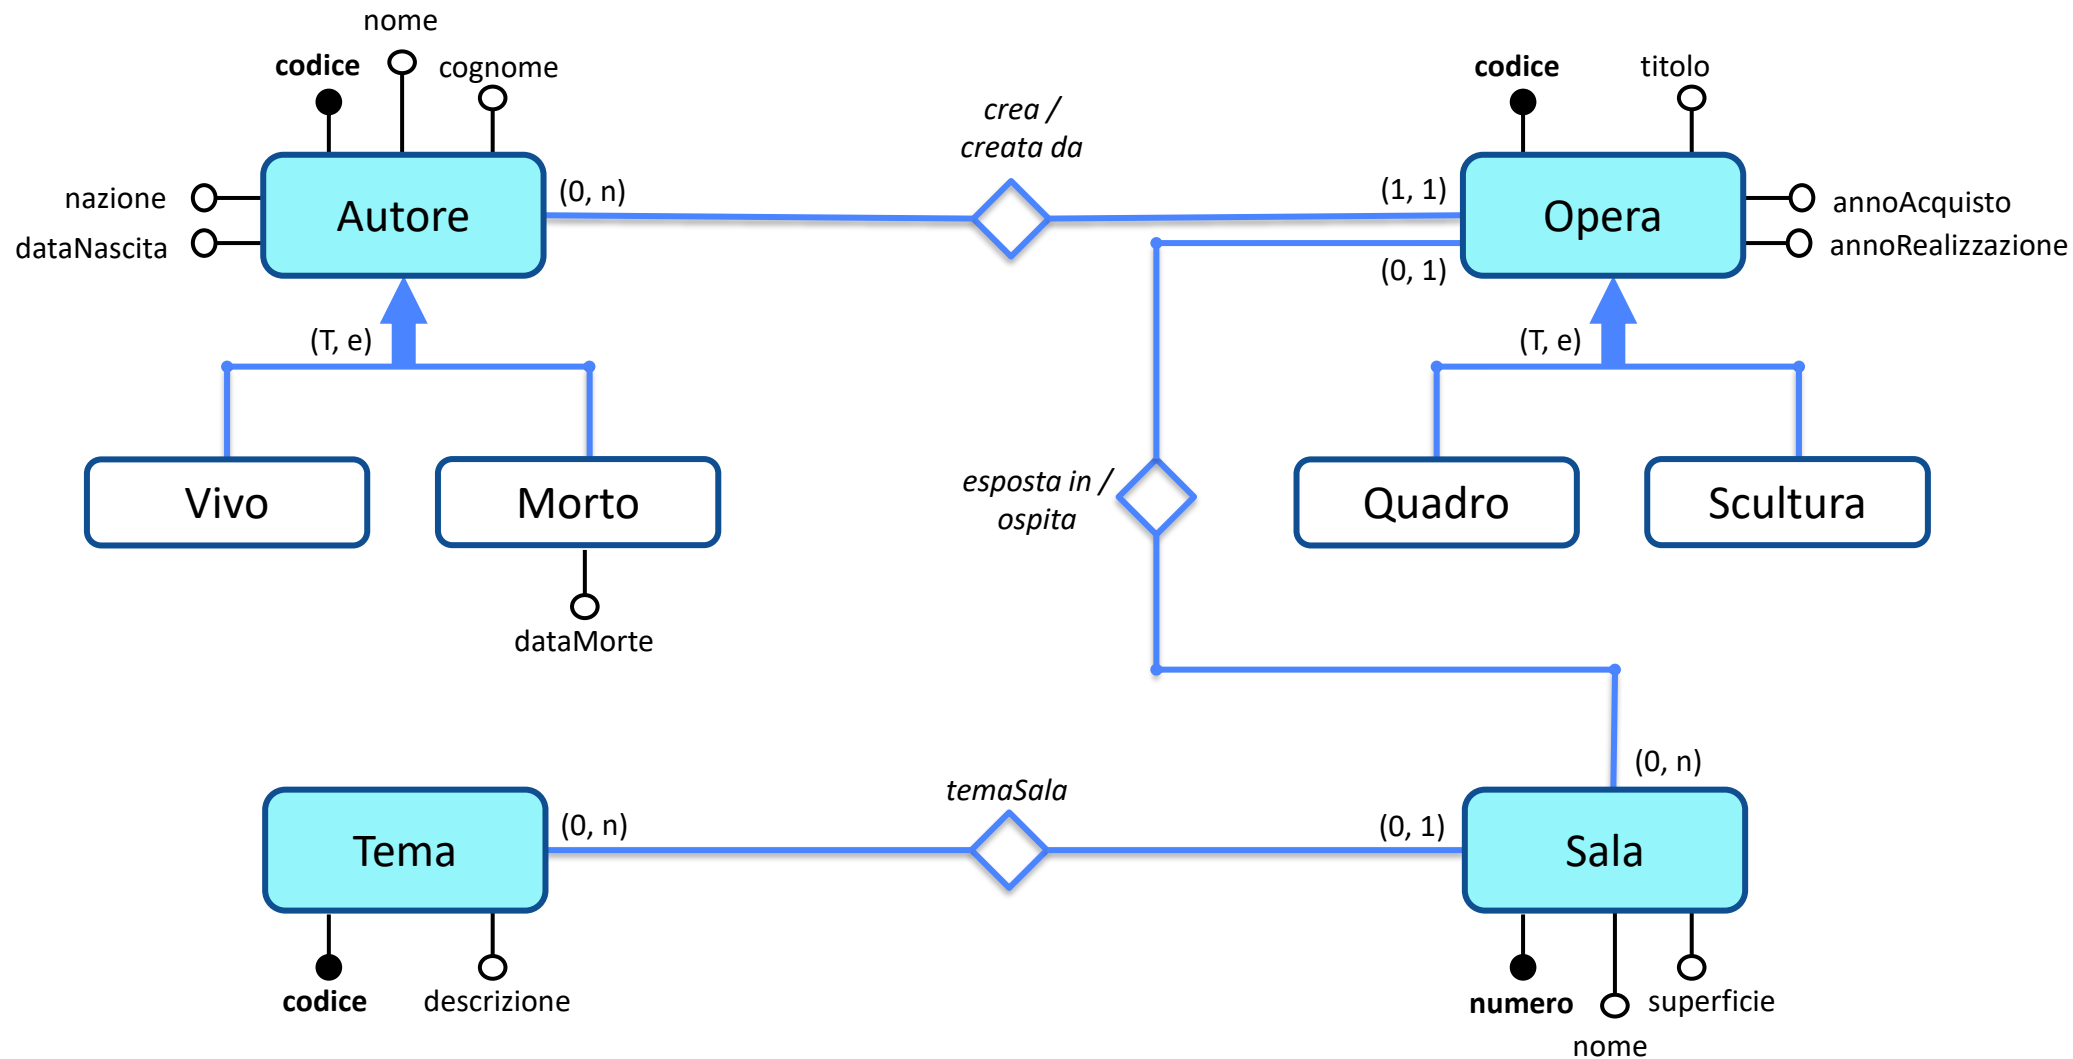 nome
codice
cognome
nazione
dataNascita
Autore
(0, n)
crea /
creata da
(1, 1)
(0, 1)
codice
titolo
Opera
annoAcquisto
annoRealizzazione
(T, e)
(T, e)
Vivo
Morto
dataMorte
esposta in /
ospita
Quadro
Scultura
(0, n)
Tema
(0, n)
temaSala
(0, 1)
Sala
codice
descrizione
numero
superficie
nome